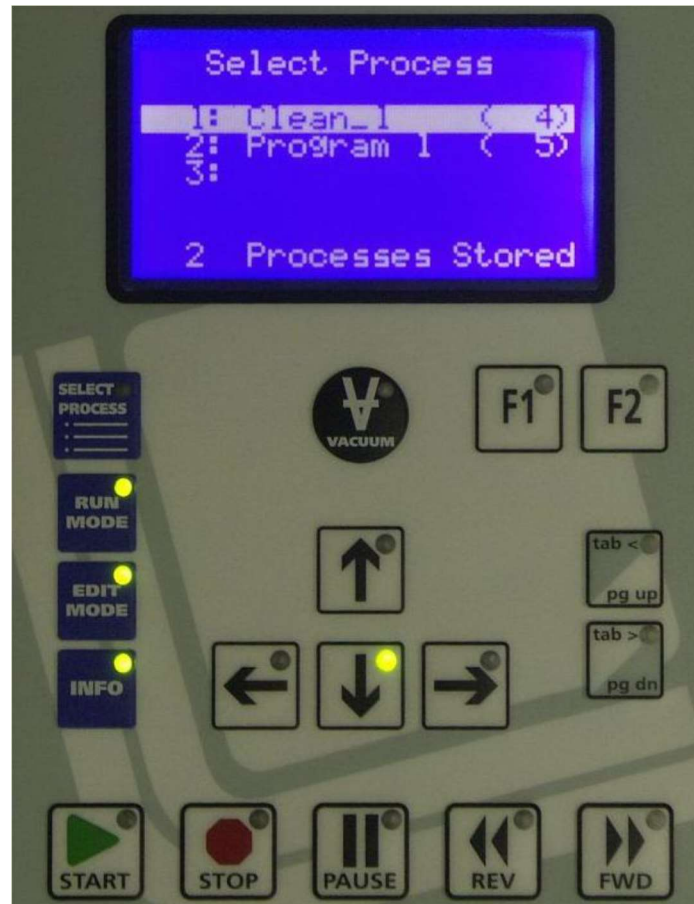 Select Process
1: Clean_1 ( 4)
2: Program 1 ( 5)
3:
2 Processes Stored
SELECT
PROCESS
VACUUM
F1
F2
RUN
MODE
EDIT
MODE
INFO
tab <
pg up
tab >
pg dn
START
STOP
PAUSE
REV
FWD